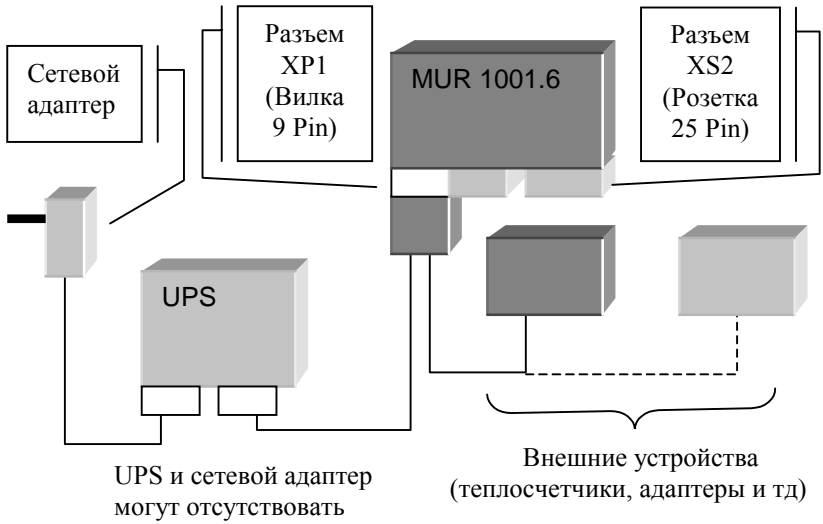 Сетевой
адаптер
Разъем
XP1
(Вилка
9 Pin)
MUR 1001.6
Разъем
XS2
(Розетка
25 Pin)
UPS
UPS и сетевой адаптер
могут отсутствовать
Внешние устройства
(теплосчетчики, адаптеры и тд)